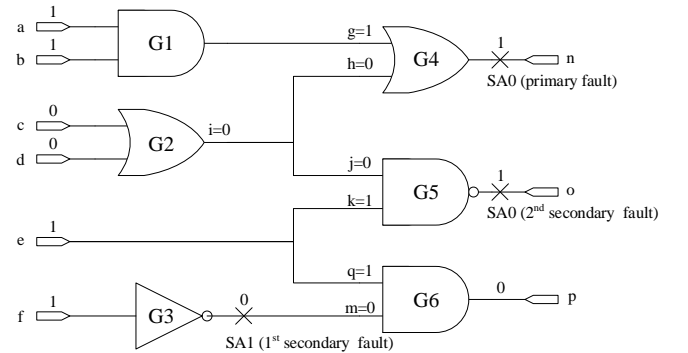 a 1
b 1
G1
g=1
h=0
G4
1
n
SA0 (primary fault)
c 0
d 0
G2
i=0
j=0
k=1
G5
1
o
SA0 (2nd secondary fault)
e 1
q=1
m=0
G6
0
p
f 1
G3
0
SA1 (1st secondary fault)